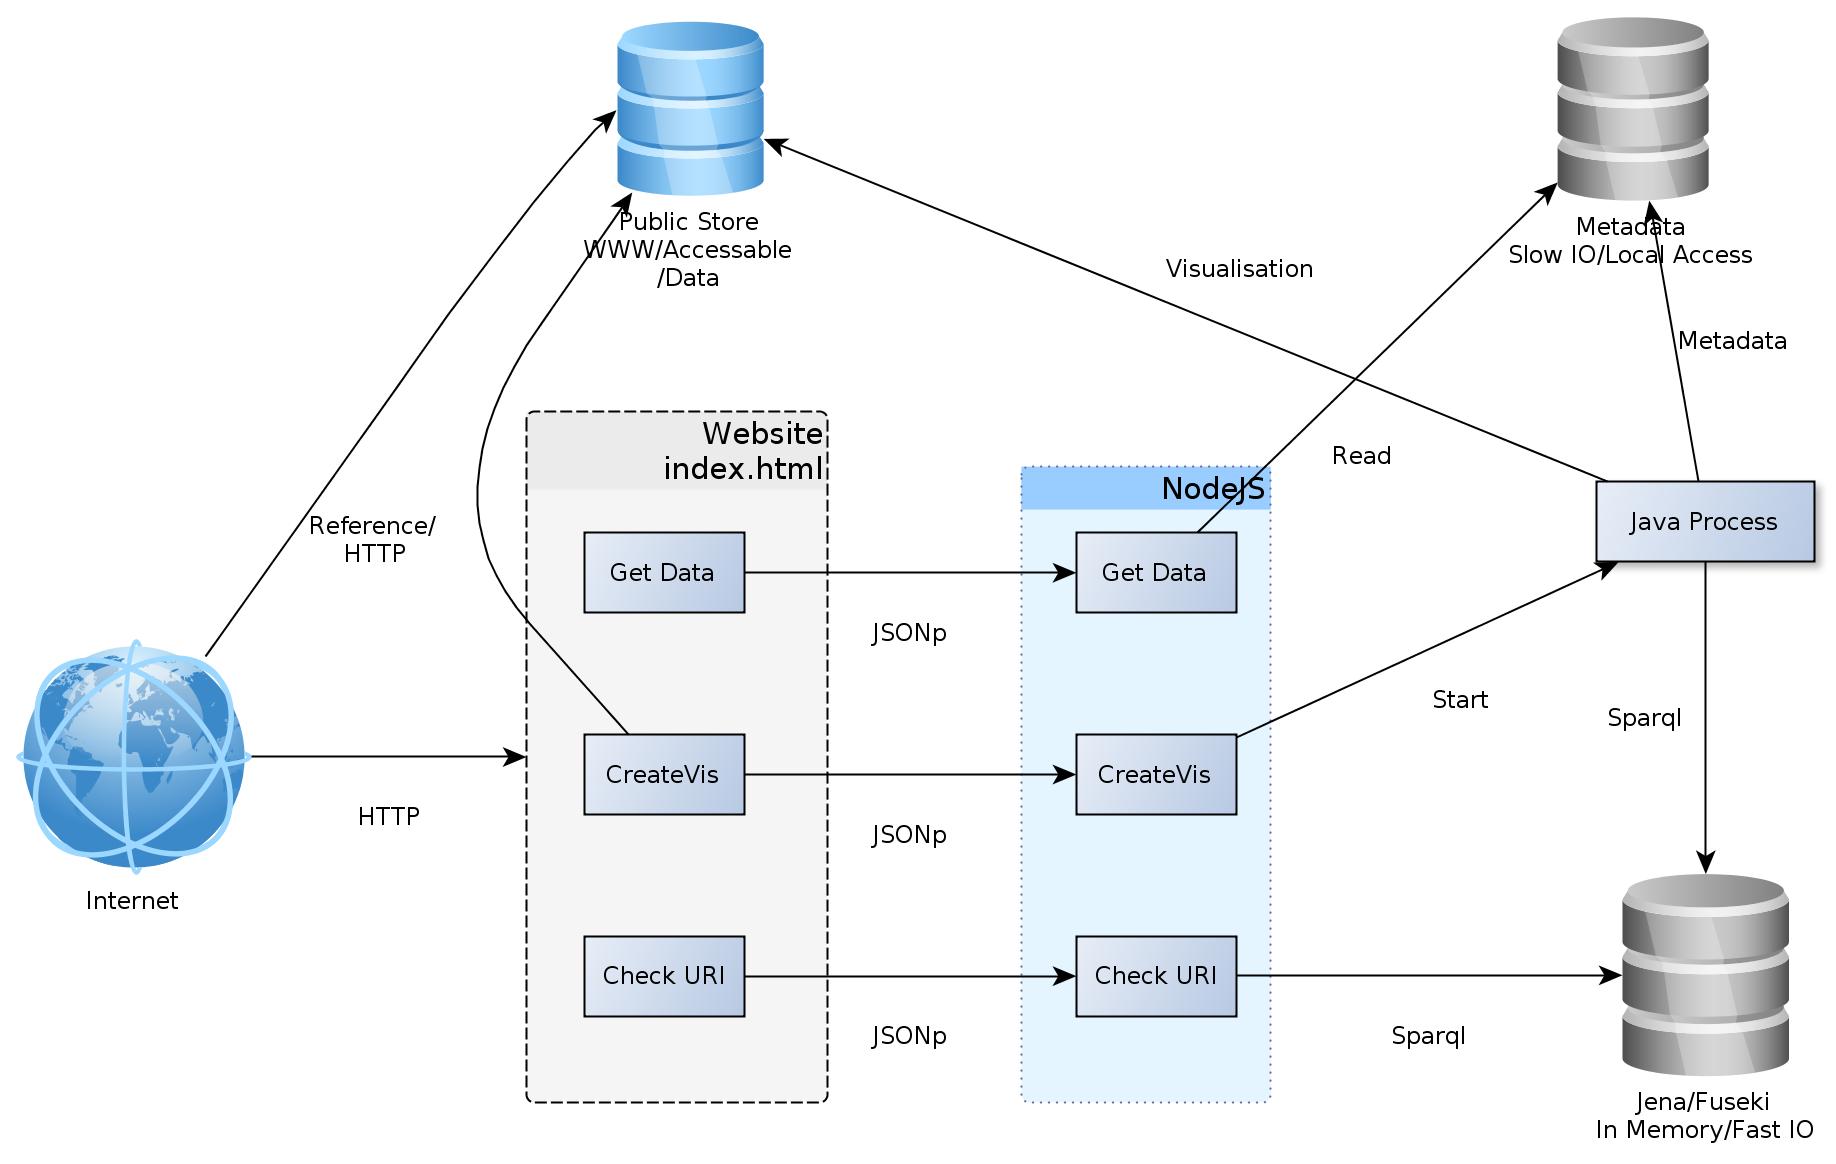 Public Store
WWW/Accessable
/Data
Metadata
Slow IO/Local Access
Visualisation
Metadata
Read
Website
index.html
NodeJS
Java Process
Reference/
HTTP
Get Data
Get Data
JSONp
Start
Sparql
CreateVis
CreateVis
HTTP
JSONp
Internet
Check URI
Check URI
JSONp
Sparql
Jena/Fuseki
In Memory/Fast IO